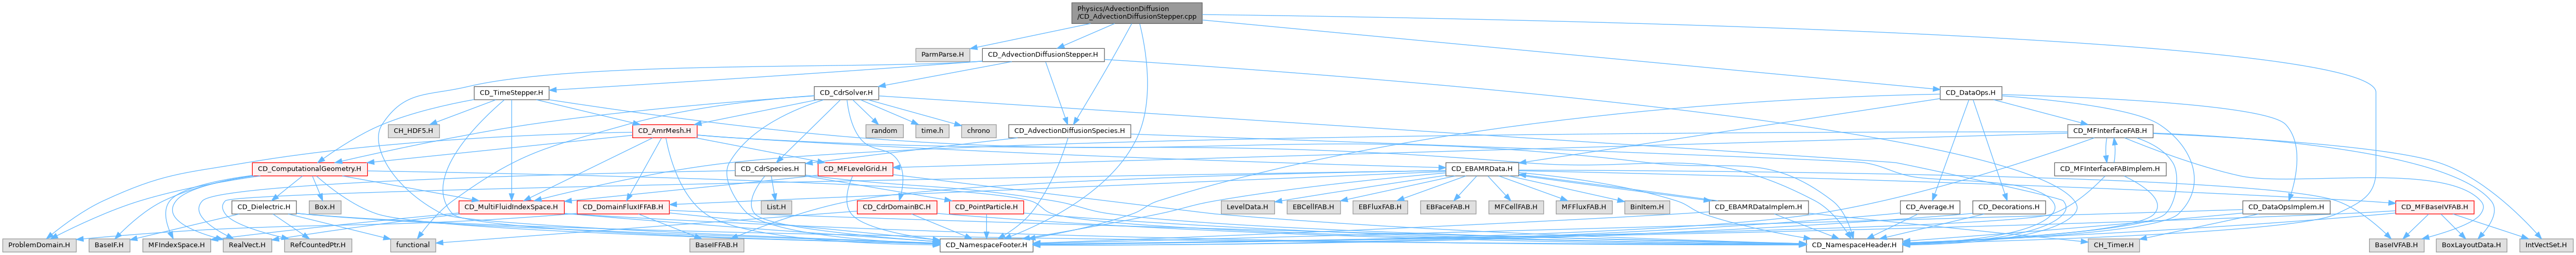 Physics/AdvectionDiffusion
/CD_AdvectionDiffusionStepper.cpp
ParmParse.H
CD_AdvectionDiffusionStepper.H
CD_TimeStepper.H
CD_CdrSolver.H
CD_DataOps.H
CH_HDF5.H
CD_AmrMesh.H
random
time.h
chrono
CD_AdvectionDiffusionSpecies.H
CD_MFInterfaceFAB.H
CD_ComputationalGeometry.H
CD_CdrSpecies.H
CD_MFLevelGrid.H
CD_EBAMRData.H
CD_MFInterfaceFABImplem.H
CD_Dielectric.H
Box.H
CD_MultiFluidIndexSpace.H
CD_DomainFluxIFFAB.H
List.H
CD_CdrDomainBC.H
CD_PointParticle.H
LevelData.H
EBCellFAB.H
EBFluxFAB.H
EBFaceFAB.H
MFCellFAB.H
MFFluxFAB.H
BinItem.H
CD_EBAMRDataImplem.H
CD_Average.H
CD_Decorations.H
CD_DataOpsImplem.H
CD_MFBaseIVFAB.H
ProblemDomain.H
BaseIF.H
MFIndexSpace.H
RealVect.H
RefCountedPtr.H
functional
BaseIFFAB.H
CD_NamespaceFooter.H
CD_NamespaceHeader.H
CH_Timer.H
BaseIVFAB.H
BoxLayoutData.H
IntVectSet.H